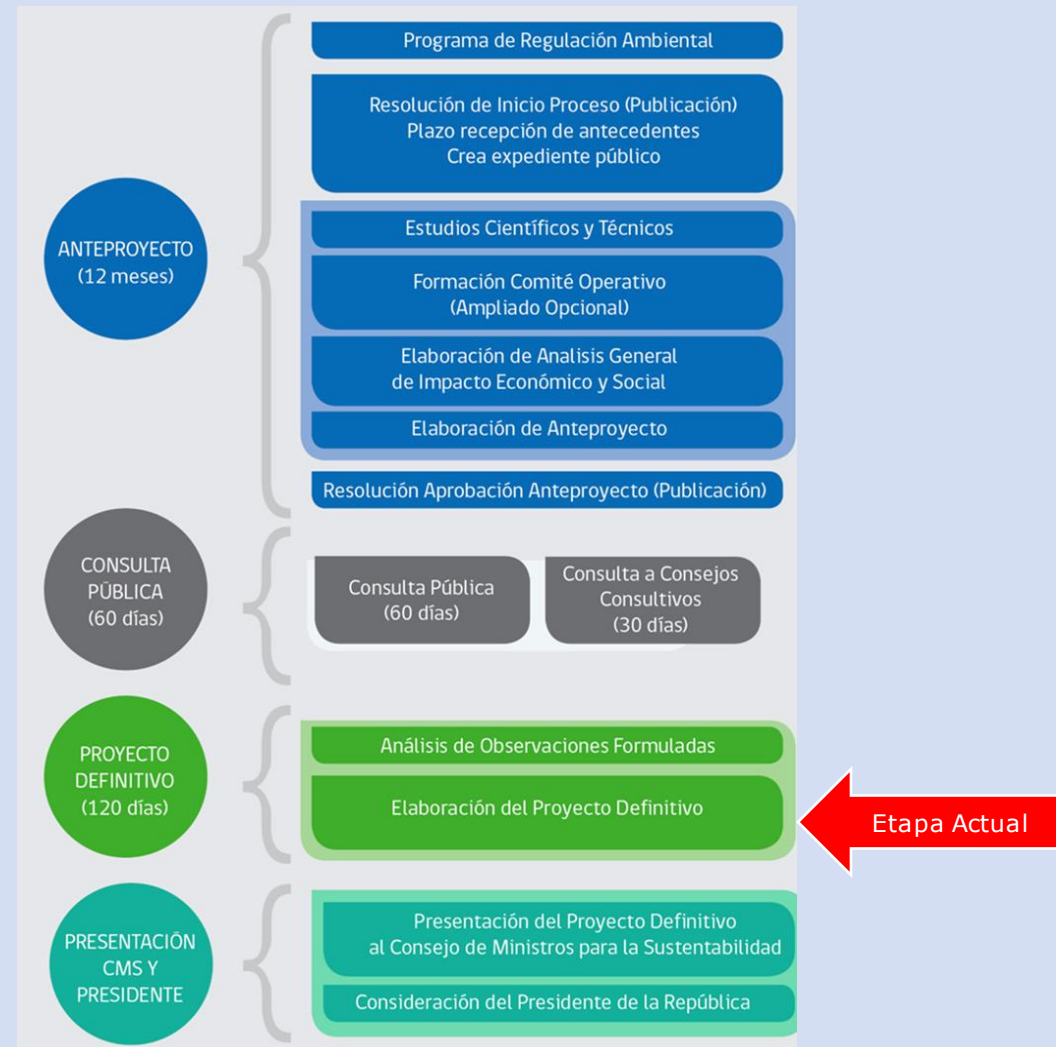 Programa de Regulación Ambiental
Resolución de Inicio Proceso (Publicación)
Plazo recepción de antecedentes
Crea expediente público
ANTEPROYECTO
(12 meses)
Estudios Científicos y Técnicos
Formación Comité Operativo
(Ampliado Opcional)
Elaboración de Analisis General
de Impacto Económico y Social
Elaboración de Anteproyecto
Resolución Aprobación Anteproyecto (Publicación)
CONSULTA
PÚBLICA
(60 días)
Consulta Pública
(60 días)
Consulta a Consejos
Consultivos
(30 días)
PROYECTO
DEFINITIVO
(120 días)
Análisis de Observaciones Formuladas
Elaboración del Proyecto Definitivo
Etapa Actual
PRESENTACIÓN
CMS Y
PRESIDENTE
Presentación del Proyecto Definitivo
al Consejo de Ministros para la Sustentabilidad
Consideración del Presidente de la República